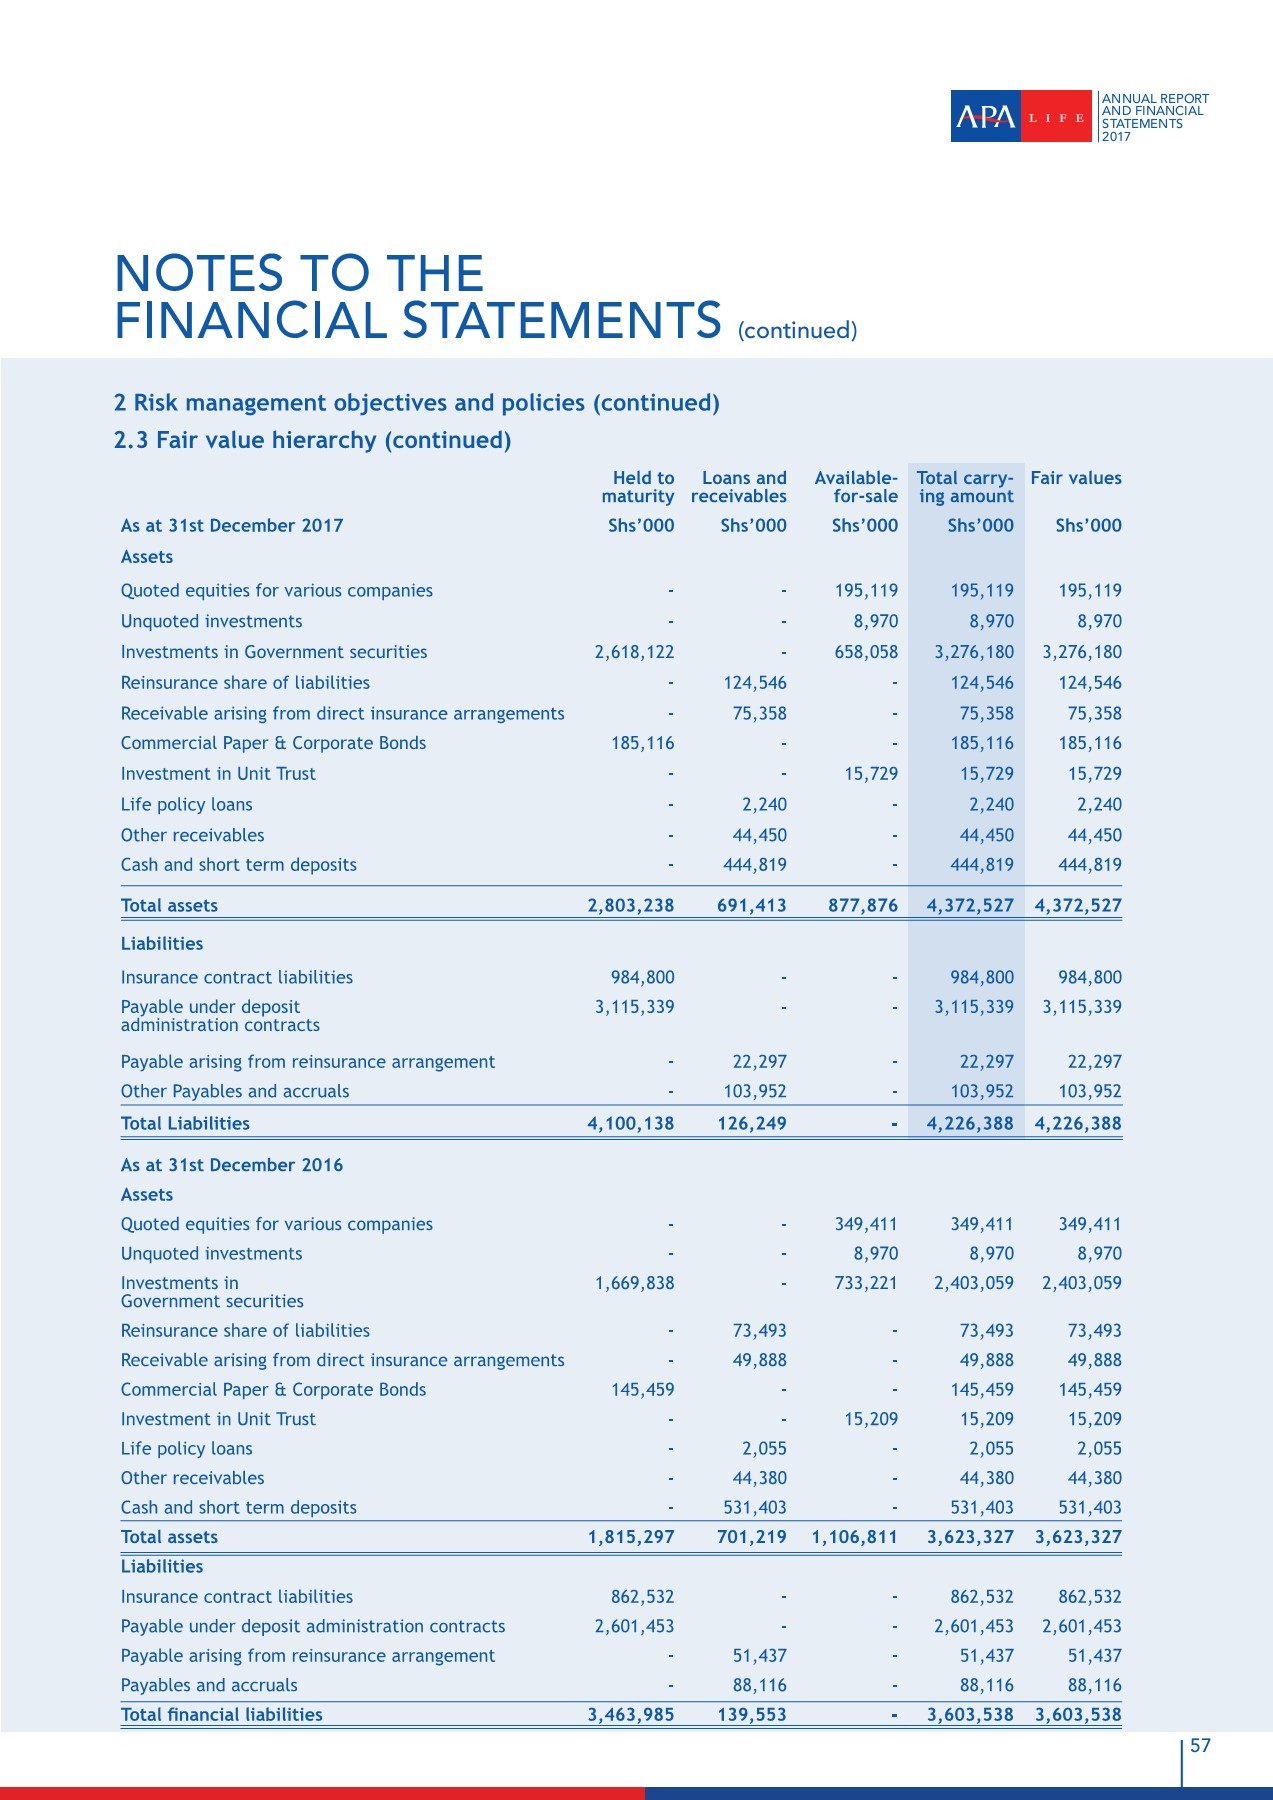 APA LIFE
ANNUAL REPORT
AND FINANCIAL
STATEMENTS
2017
NOTES TO THE
FINANCIAL STATEMENTS (continued)
2 Risk management objectives and policies (continued)
2.3 Fair value hierarchy (continued)
Held to maturity Loans and receivables Available-for-sale Total carry-ing amount Fair values
As at 31st December 2017 Shs’000 Shs’000 Shs’000 Shs’000 Shs’000
Assets
Quoted equities for various companies - - 195,119 195,119 195,119
Unquoted investments - - 8,970 8,970 8,970
Investments in Government securities 2,618,122 - 658,058 3,276,180 3,276,180
Reinsurance share of liabilities - 124,546 - 124,546 124,546
Receivable arising from direct insurance arrangements - 75,358 - 75,358 75,358
Commercial Paper & Corporate Bonds 185,116 - - 185,116 185,116
Investment in Unit Trust - - 15,729 15,729 15,729
Life policy loans - 2,240 - 2,240 2,240
Other receivables - 44,450 - 44,450 44,450
Cash and short term deposits - 444,819 - 444,819 444,819
Total assets 2,803,238 691,413 877,876 4,372,527 4,372,527
Liabilities
Insurance contract liabilities 984,800 - - 984,800 984,800
Payable under deposit 3,115,339 - - 3,115,339 3,115,339
administration contracts
Payable arising from reinsurance arrangement - 22,297 - 22,297 22,297
Other Payables and accruals - 103,952 - 103,952 103,952
Total Liabilities 4,100,138 126,249 - 4,226,388 4,226,388
As at 31st December 2016
Assets
Quoted equities for various companies - - 349,411 349,411 349,411
Unquoted investments - - 8,970 8,970 8,970
Investments in 1,669,838 - 733,221 2,403,059 2,403,059
Government securities
Reinsurance share of liabilities - 73,493 - 73,493 73,493
Receivable arising from direct insurance arrangements - 49,888 - 49,888 49,888
Commercial Paper & Corporate Bonds 145,459 - - 145,459 145,459
Investment in Unit Trust - - 15,209 15,209 15,209
Life policy loans - 2,055 - 2,055 2,055
Other receivables - 44,380 - 44,380 44,380
Cash and short term deposits - 531,403 - 531,403 531,403
Total assets 1,815,297 701,219 1,106,811 3,623,327 3,623,327
Liabilities
Insurance contract liabilities 862,532 - - 862,532 862,532
Payable under deposit administration contracts 2,601,453 - - 2,601,453 2,601,453
Payable arising from reinsurance arrangement - 51,437 - 51,437 51,437
Payables and accruals - 88,116 - 88,116 88,116
Total financial liabilities 3,463,985 139,553 - 3,603,538 3,603,538
57